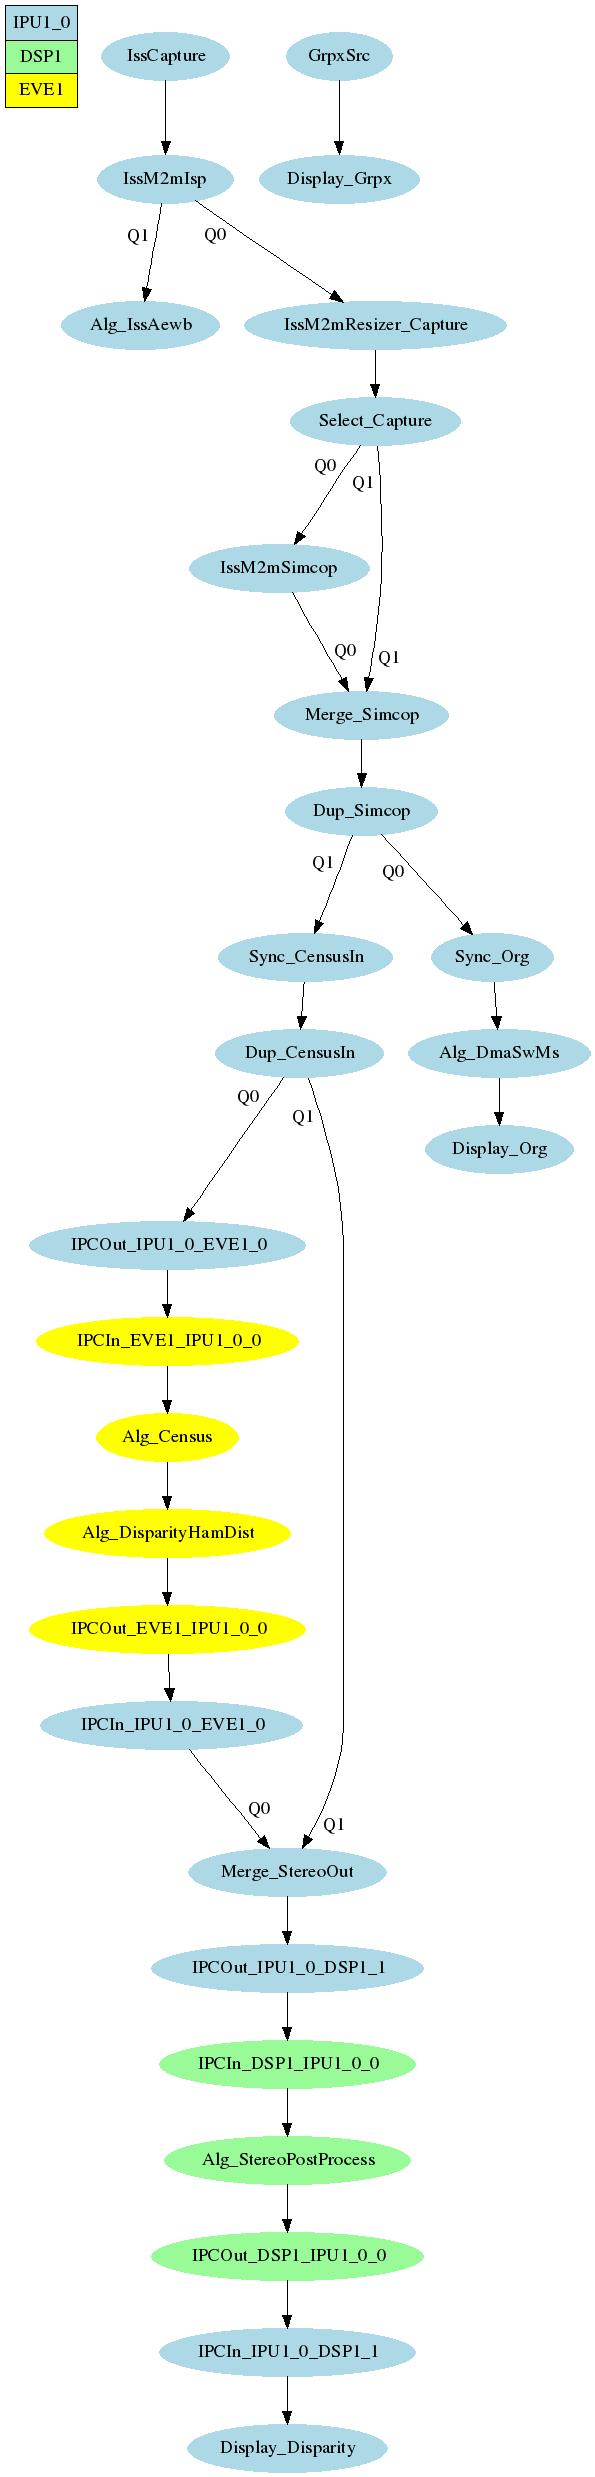 IPU1_0
DSP1
EVE1
IssCapture
GrpxSrc
IssM2mIsp
Display_Grpx
Q1
Q0
Alg_IssAewb
IssM2mResizer_Capture
Select_Capture
Q0
Q1
IssM2mSimcop
Q0
Q1
Merge_Simcop
Dup_Simcop
Q1
Q0
Sync_CensusIn
Sync_Org
Dup_CensusIn
Alg_DmaSwMs
Q0
Q1
Display_Org
IPCOut_IPU1_0_EVE1_0
IPCIn_EVE1_IPU1_0_0
Alg_Census
Alg_DisparityHamDist
IPCOut_EVE1_IPU1_0_0
IPCIn_IPU1_0_EVE1_0
Q0
Q1
Merge_StereoOut
IPCOut_IPU1_0_DSP1_1
IPCIn_DSP1_IPU1_0_0
Alg_StereoPostProcess
IPCOut_DSP1_IPU1_0_0
IPCIn_IPU1_0_DSP1_1
Display_Disparity